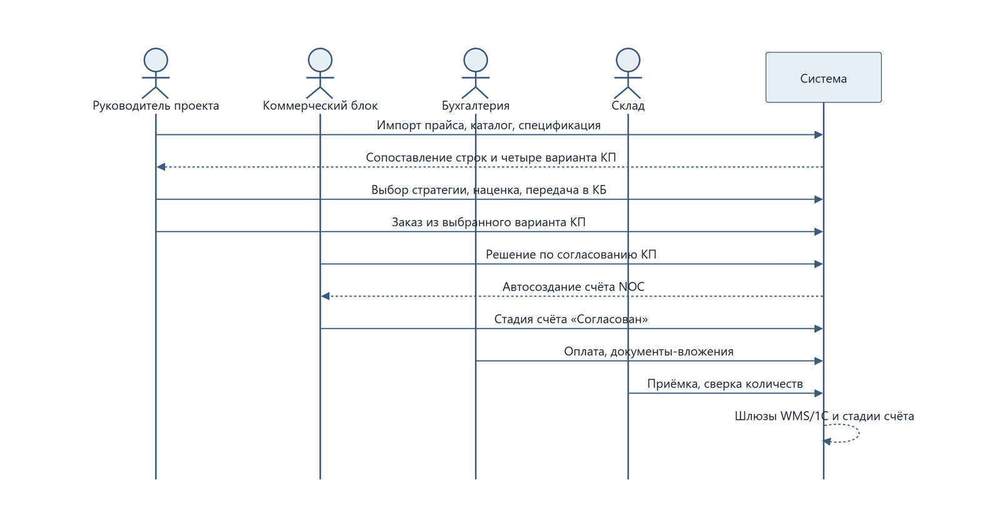 Руководитель проекта
Коммерческий блок
Бухгалтерия
Склад
Система
Импорт прайса, каталог, спецификация
Сопоставление строк и четыре варианта КП
Выбор стратегии, наценка, передача в КБ
Заказ из выбранного варианта КП
Решение по согласованию КП
Автосоздание счёта NOC
Стадия счёта «Согласован»
Оплата, документы-вложения
Приёмка, сверка количеств
Шлюзы WMS/1С и стадии счёта